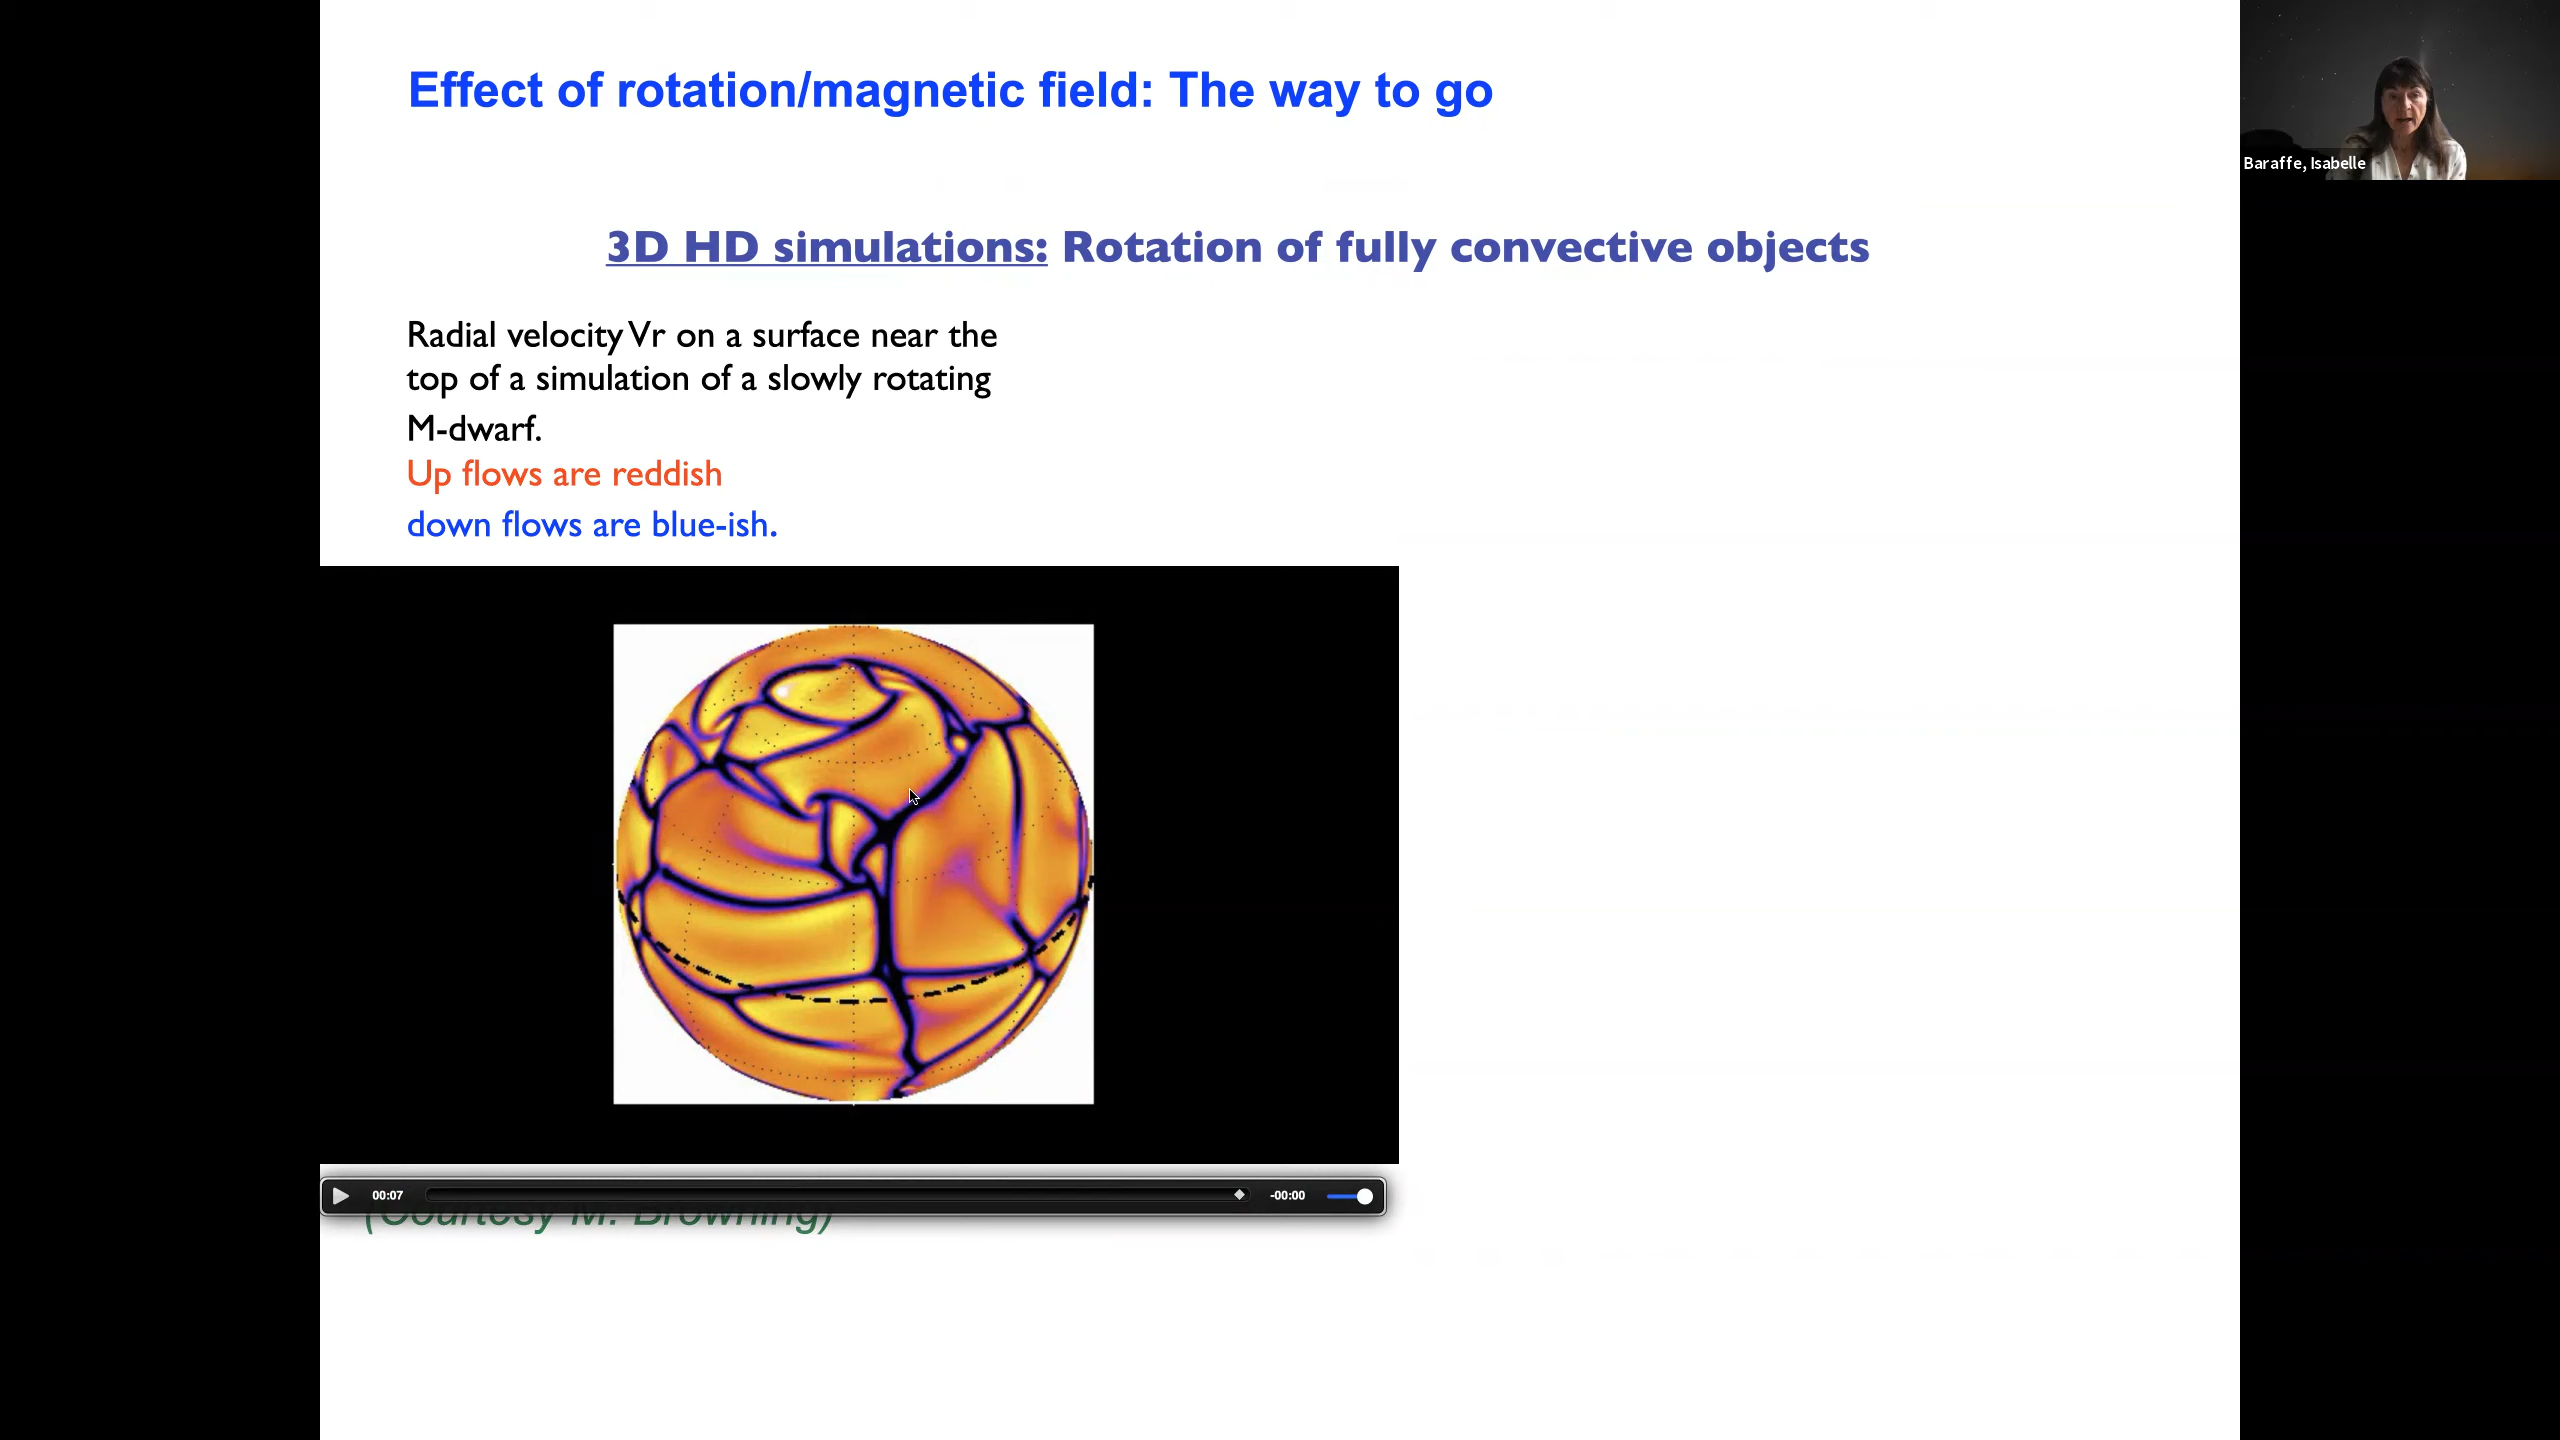 Effect of rotation/magnetic field: The way to go
Baraffe, Isabelle
3D HD simulations: Rotation of fully convective objects
Radial velocity Vr on a surface near the
top of a simulation of a slowly rotating
M-dwarf.
Up flows are reddish
down flows are blue-ish.
00:07
-00:00
(Courtesy M. Browning)